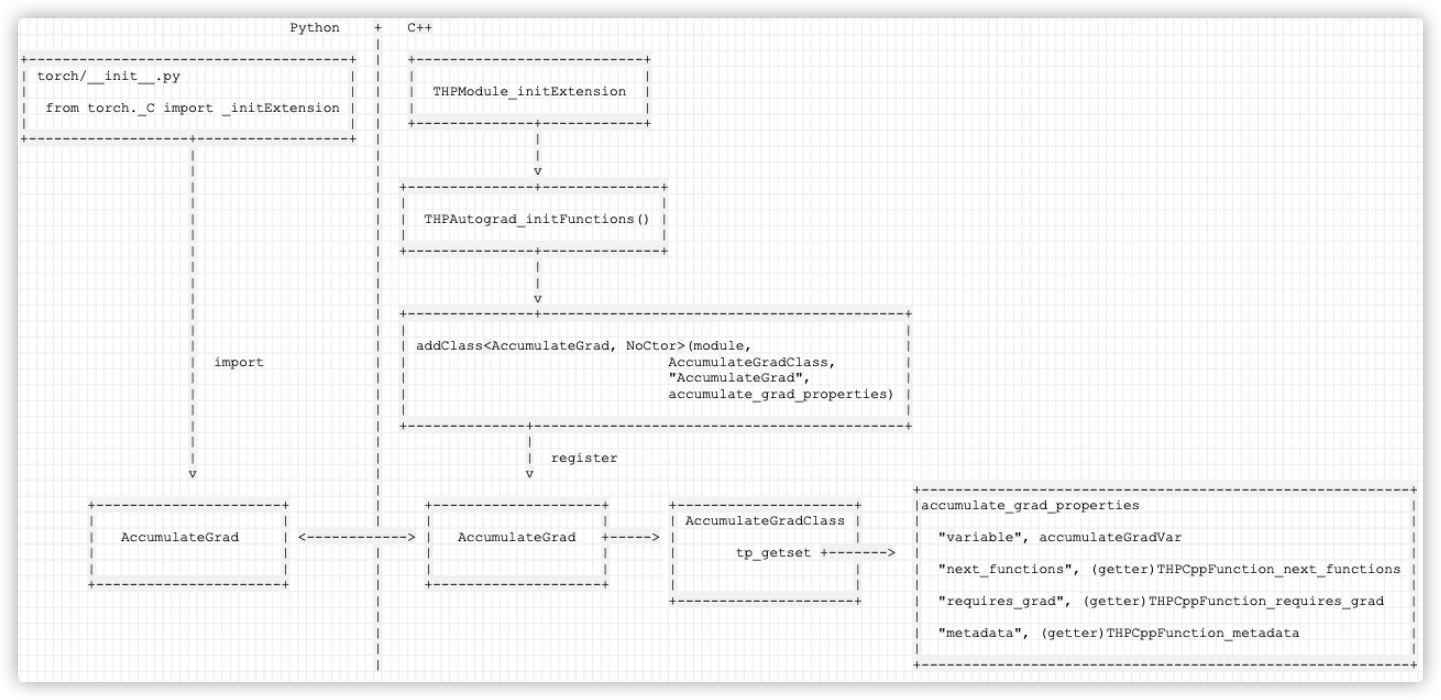 Python + C++
torch/__init__.py
from torch._C import _initExtension
THPModule_initExtension
THPAutograd_initFunctions()
addClass<AccumulateGrad, NoCtor>(module,
AccumulateGradClass,
"AccumulateGrad",
accumulate_grad_properties)
import
register
AccumulateGrad
AccumulateGrad
AccumulateGradClass
tp_getset
accumulate_grad_properties
"variable", accumulateGradVar
"next_functions", (getter)THPCppFunction_next_functions
"requires_grad", (getter)THPCppFunction_requires_grad
"metadata", (getter)THPCppFunction_metadata